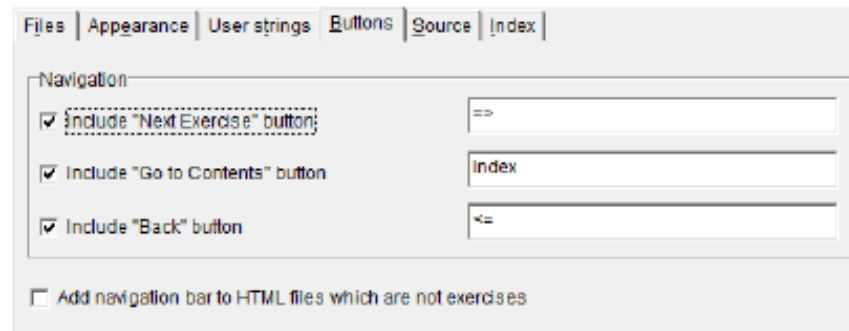 Files Appearance User strings Buttons Source Index
Navigation
Include "Next Exercise" button =>
Include "Go to Contents" button Index
Include "Back" button <=
Add navigation bar to HTML files which are not exercises